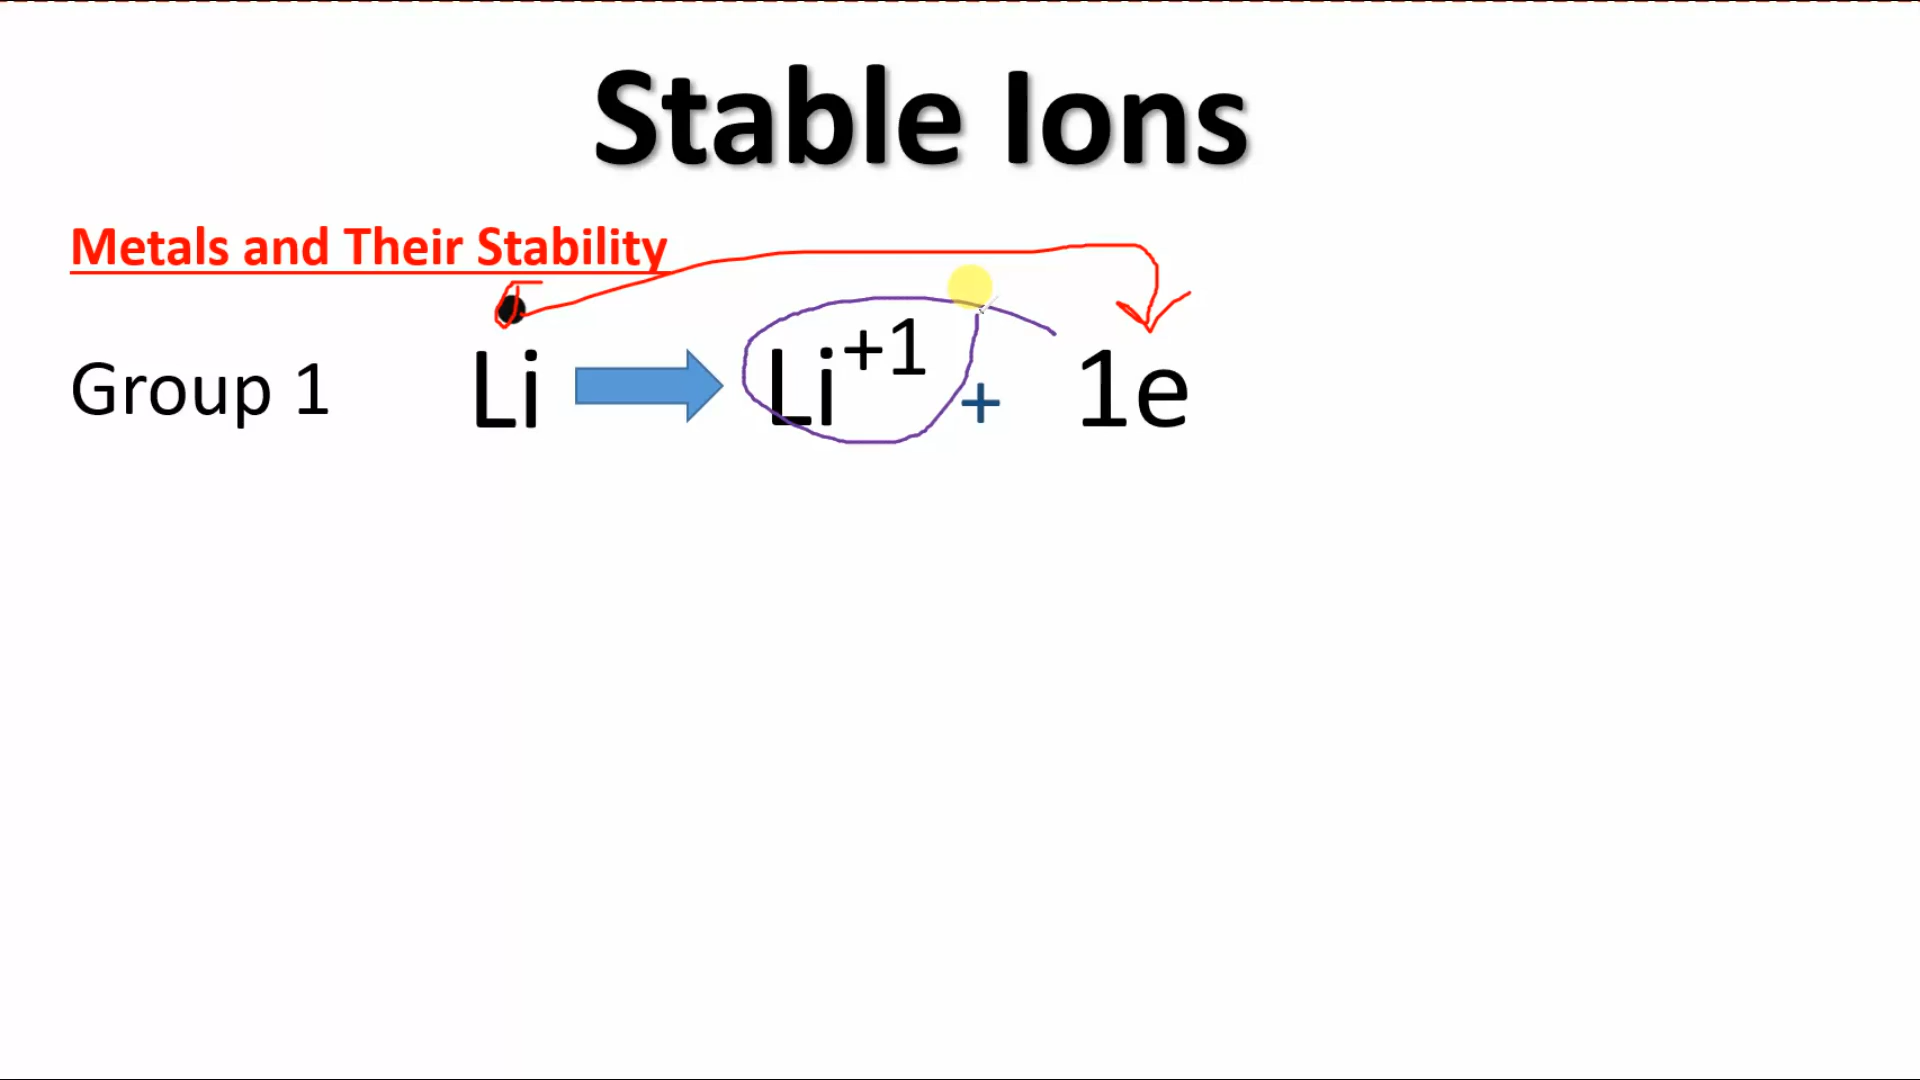 Stable Ions
Metals and Their Stability
Group 1 Li Li+1 + 1e